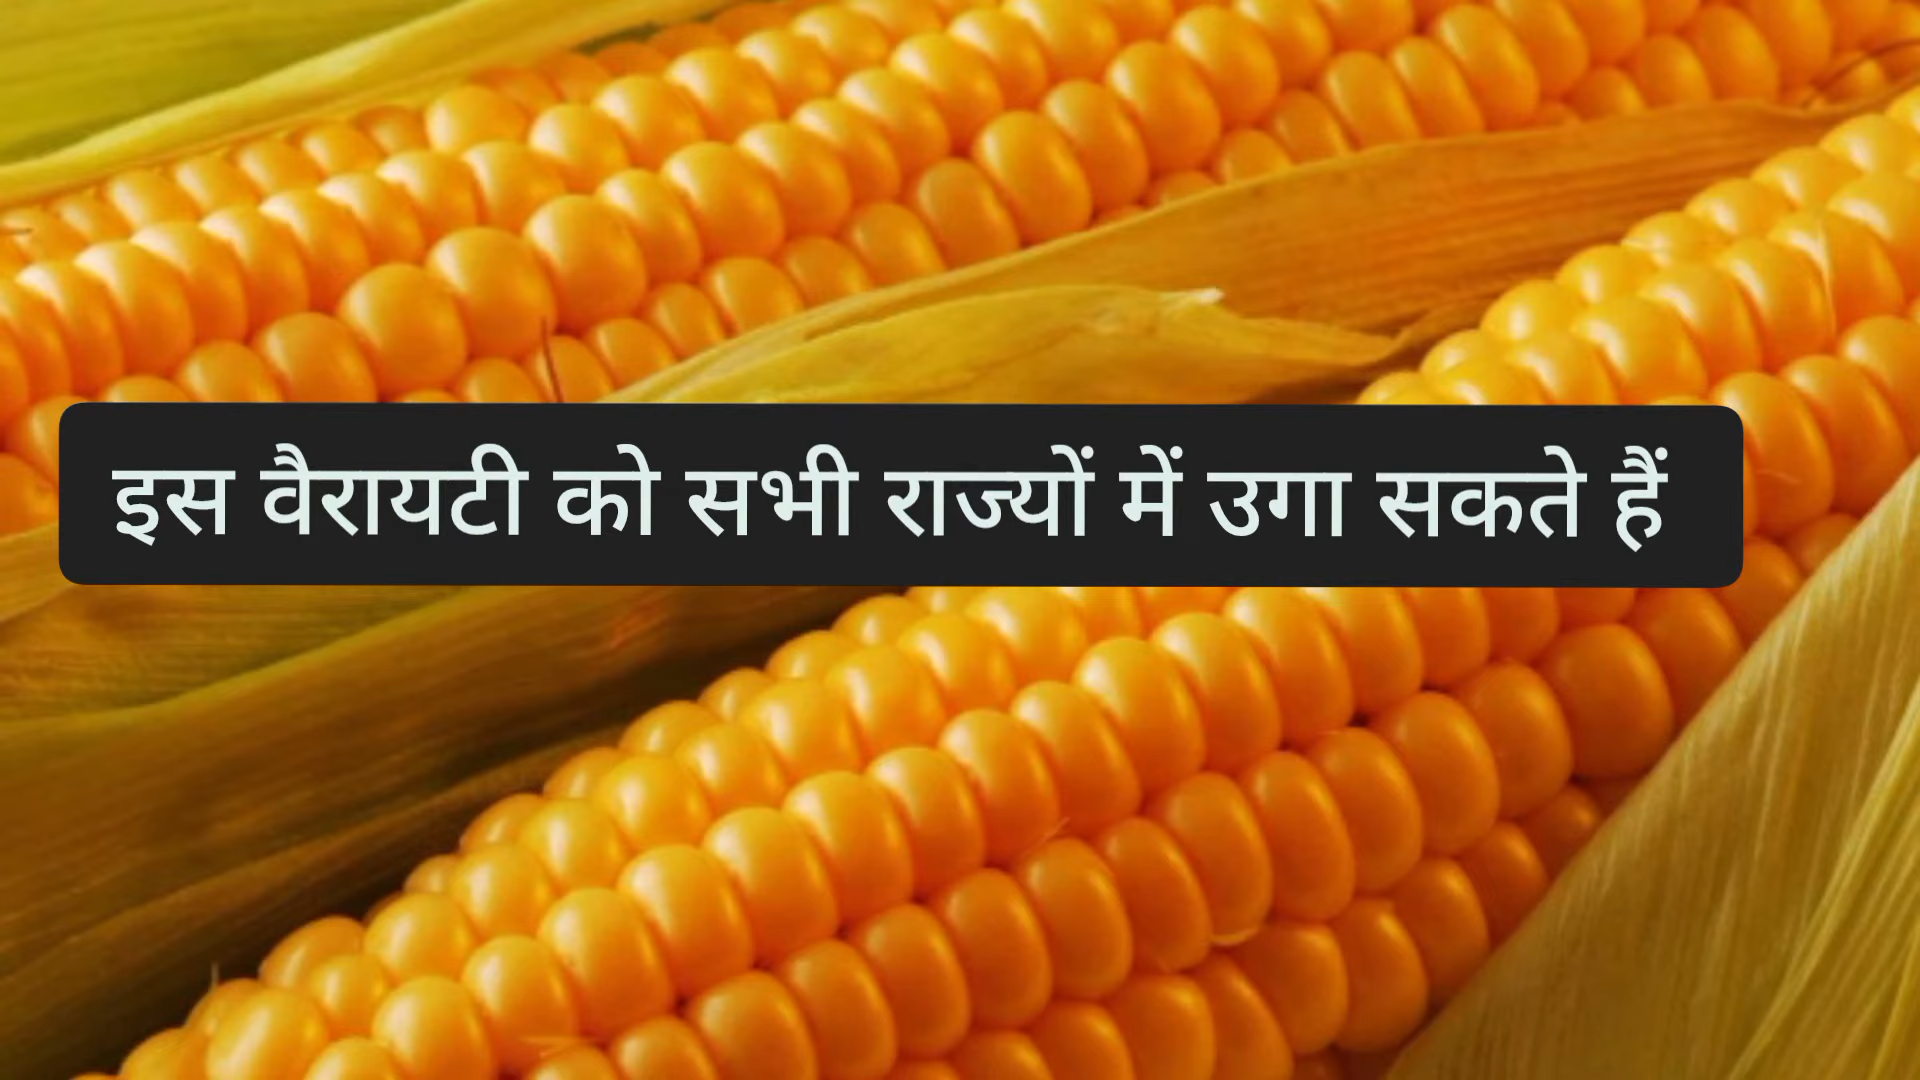 इस वैरायटी को सभी राज्यों में उगा सकते हैं